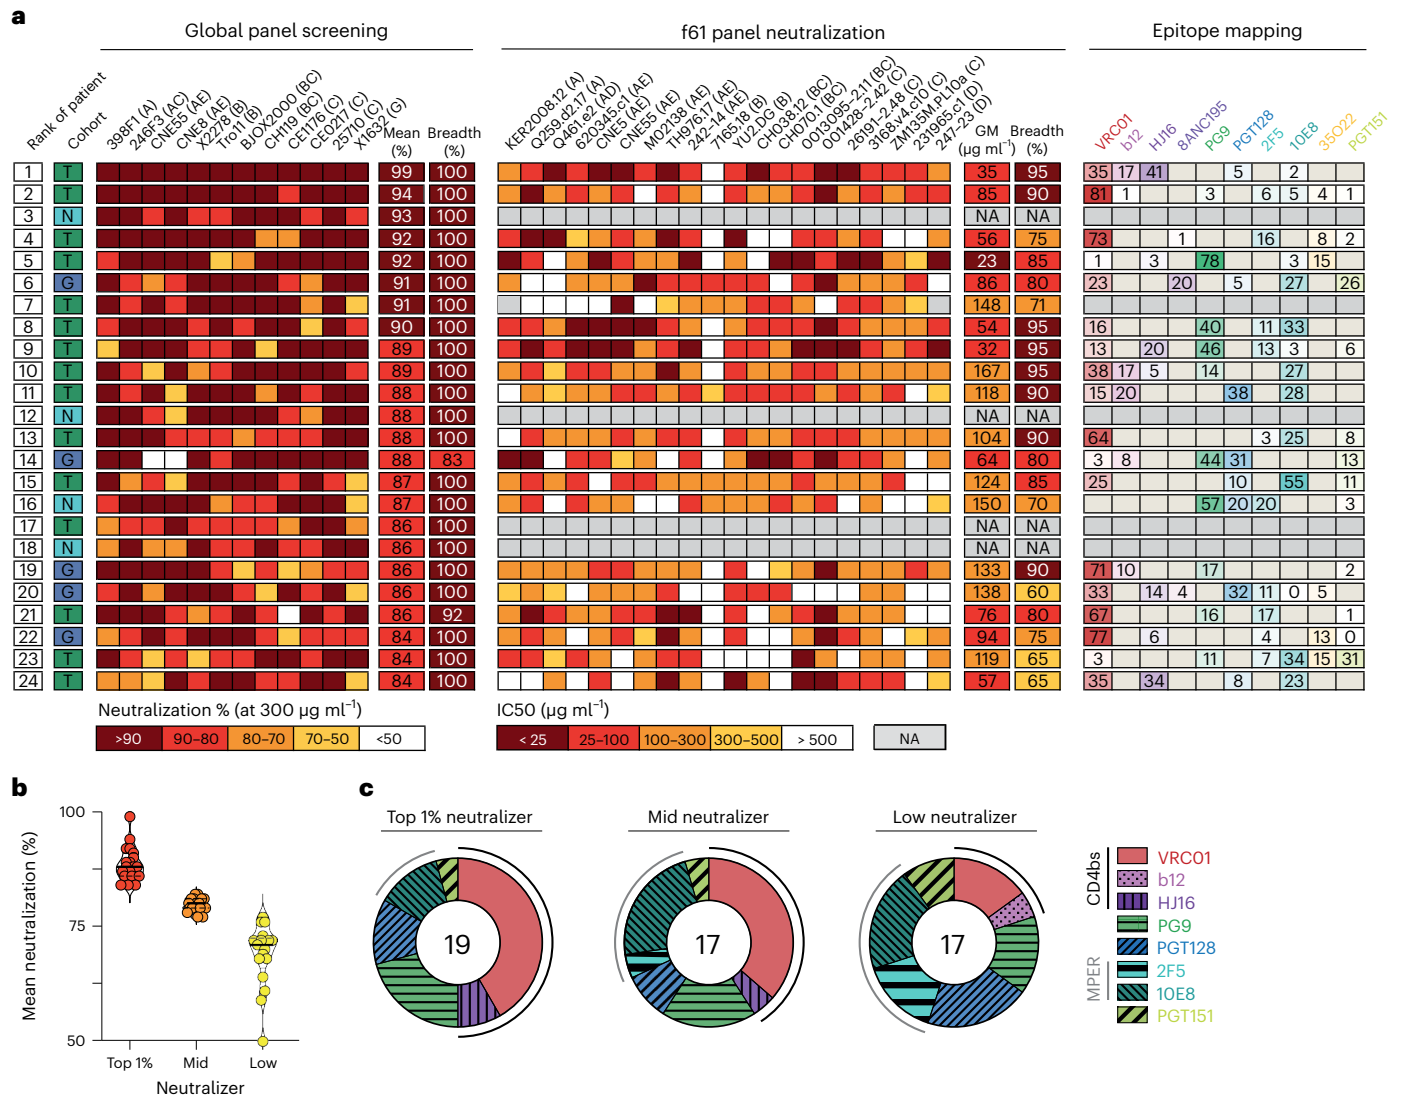 a
Global panel screening
f61 panel neutralization
Epitope mapping
Rank of patient
Cohort
398F1 (A)
246F3 (AC)
CNE55 (AE)
CNE8 (AE)
X2278 (B)
Tro11 (B)
BJOX2000 (BC)
CH119 (BC)
CE1176 (C)
CE0217 (C)
25710 (C)
X1632 (G)
Mean (%)
Breadth (%)
KER2008.12 (A)
Q259.d2.17 (A)
Q461.e2 (AD)
620345.c1 (AE)
CNE5 (AE)
CNE55 (AE)
MO2138 (AE)
TH976.17 (AE)
242-14 (AE)
7165.18 (B)
YU2.DG (B)
CH038.12 (BC)
CH070.1 (BC)
0013095-2.11 (BC)
001428-2.42 (C)
26191-2.48 (C)
3168.v4.c10 (C)
ZM135M.PL10a (C)
231965.c1 (D)
247-23 (D)
GM (µg ml−1)
Breadth (%)
VRC01
b12
HJ16
8ANC195
PG9
PGT128
2F5
10E8
35O22
PGT151
1 T 99 100 35 95 35 17 41 5 2
2 T 94 100 85 90 81 1 3 6 5 4 1
3 N 93 100 NA NA
4 T 92 100 56 75 73 1 16 8 2
5 T 92 100 23 85 1 3 78 3 15
6 G 91 100 86 80 23 20 5 27 26
7 T 91 100 148 71
8 T 90 100 54 95 16 40 11 33
9 T 89 100 32 95 13 20 46 13 3 6
10 T 89 100 167 95 38 17 5 14 27
11 T 88 100 118 90 15 20 38 28
12 N 88 100 NA NA
13 T 88 100 104 90 64 3 25 8
14 G 88 83 64 80 3 8 44 31 13
15 T 87 100 124 85 25 10 55 11
16 N 87 100 150 70 57 20 20 3
17 T 86 100 NA NA
18 N 86 100 NA NA
19 G 86 100 133 90 71 10 17 2
20 G 86 100 138 60 33 14 4 32 11 0 5
21 T 86 92 76 80 67 16 17 1
22 G 84 100 94 75 77 6 4 13 0
23 T 84 100 119 65 3 11 7 34 15 31
24 T 84 100 57 65 35 34 8 23
Neutralization % (at 300 µg ml−1)
>90 90–80 80–70 70–50 <50
IC50 (µg ml−1)
< 25 25–100 100–300 300–500 > 500 NA
b
Mean neutralization (%)
100
75
50
Top 1% Mid Low
Neutralizer
c
Top 1% neutralizer
Mid neutralizer
Low neutralizer
19
17
17
CD4bs
VRC01
b12
HJ16
PG9
PGT128
MPER
2F5
10E8
PGT151